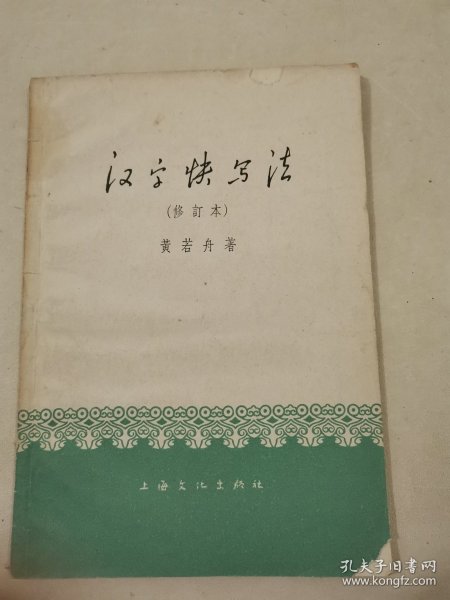 汉字快写法
(修訂本)
黄若舟著
上海文化出版社
孔夫子旧书网
www.kongfz.com